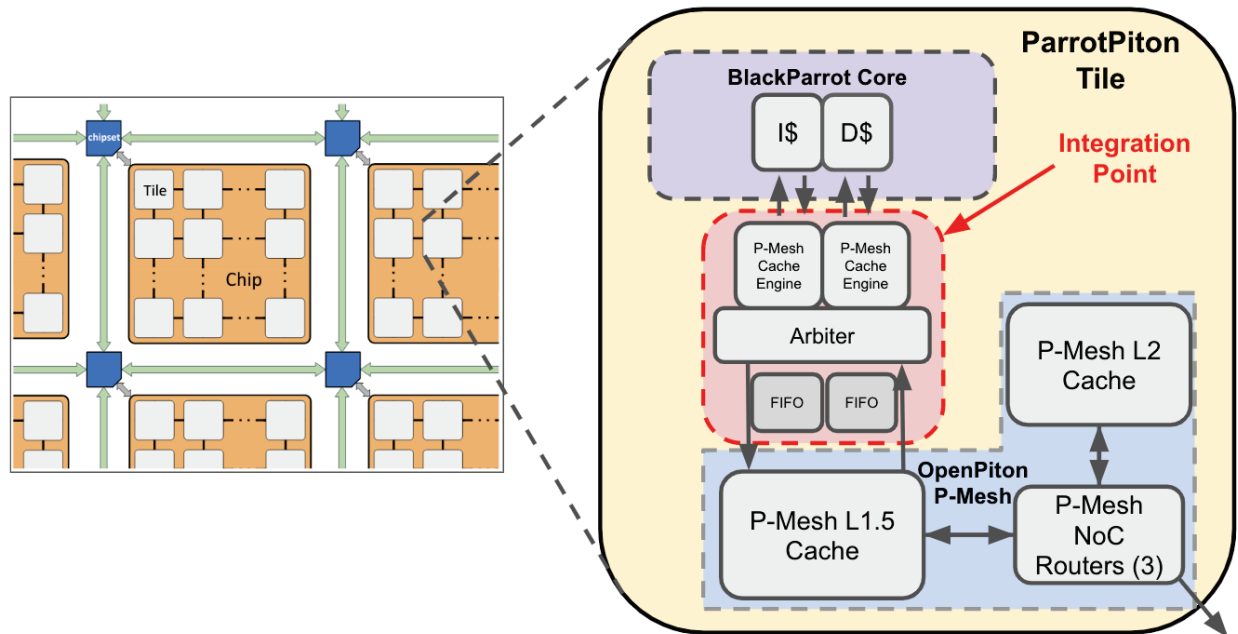 chipset
Tile
Chip
ParrotPiton
Tile
BlackParrot Core
I$
D$
Integration
Point
P-Mesh
Cache
Engine
P-Mesh
Cache
Engine
Arbiter
FIFO
FIFO
P-Mesh L2
Cache
OpenPiton
P-Mesh
P-Mesh L1.5
Cache
P-Mesh
NoC
Routers (3)